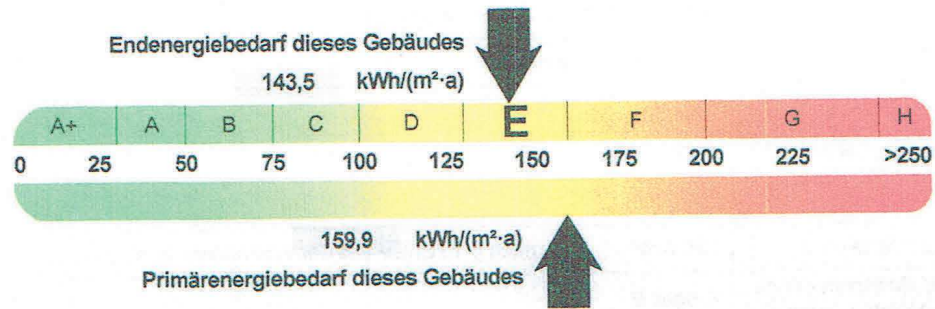 Endenergiebedarf dieses Gebäudes
143,5 kWh/(m²·a)
A+ A B C D E F G H
0 25 50 75 100 125 150 175 200 225 >250
159,9 kWh/(m²·a)
Primärenergiebedarf dieses Gebäudes